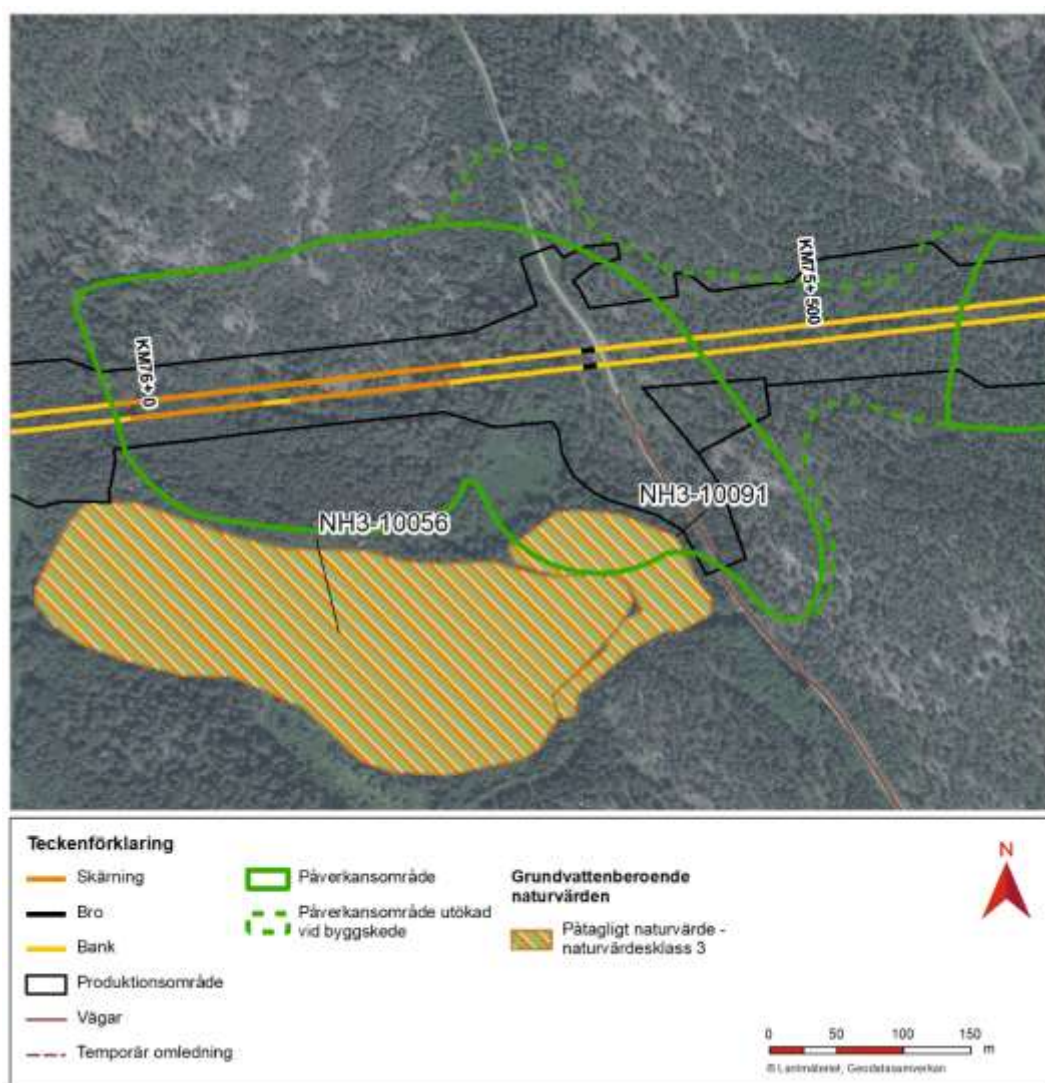 KM75+500
KM76+0
NH3-10091
NH3-10056
Teckenförklaring
Skärning
Bro
Bank
Produktionsområde
Vägar
Temporär omledning
Påverkansområde
Påverkansområde utökad
vid byggskede
Grundvattenberoende
naturvärden
Påtagligt naturvärde -
naturvärdesklass 3
N
0 50 100 150
m
© Lantmäteriet, Geodatasamverkan